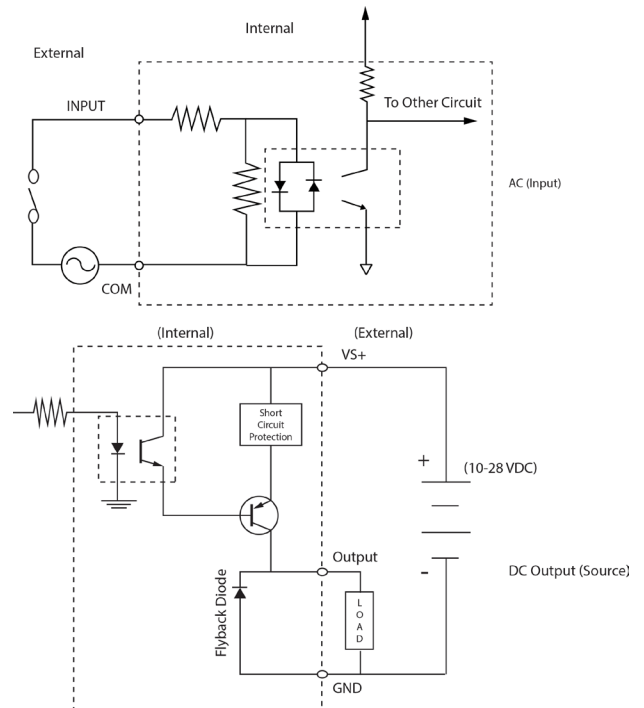 Internal
External
INPUT
To Other Circuit
AC (Input)
COM
(Internal)
(External)
VS+
Short
Circuit
Protection
+
(10-28 VDC)
Output
-
DC Output (Source)
Flyback Diode
L
O
A
D
GND